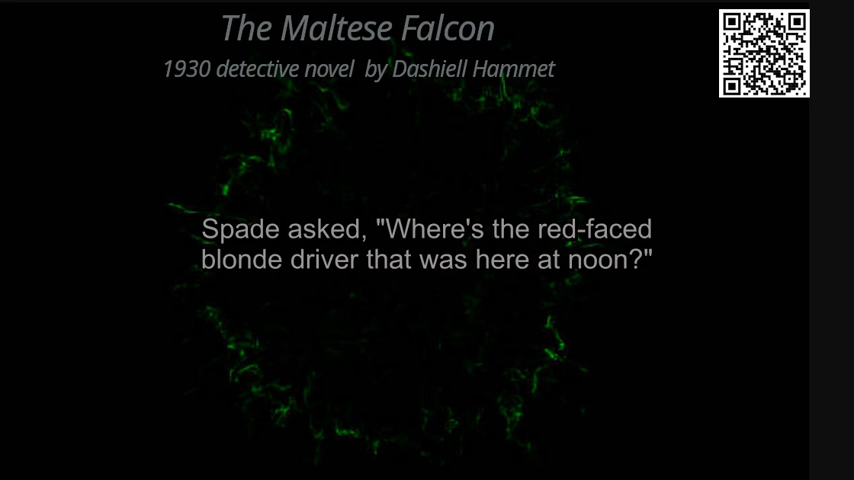 The Maltese Falcon
1930 detective novel by Dashiell Hammet
Spade asked, "Where's the red-faced
blonde driver that was here at noon?"